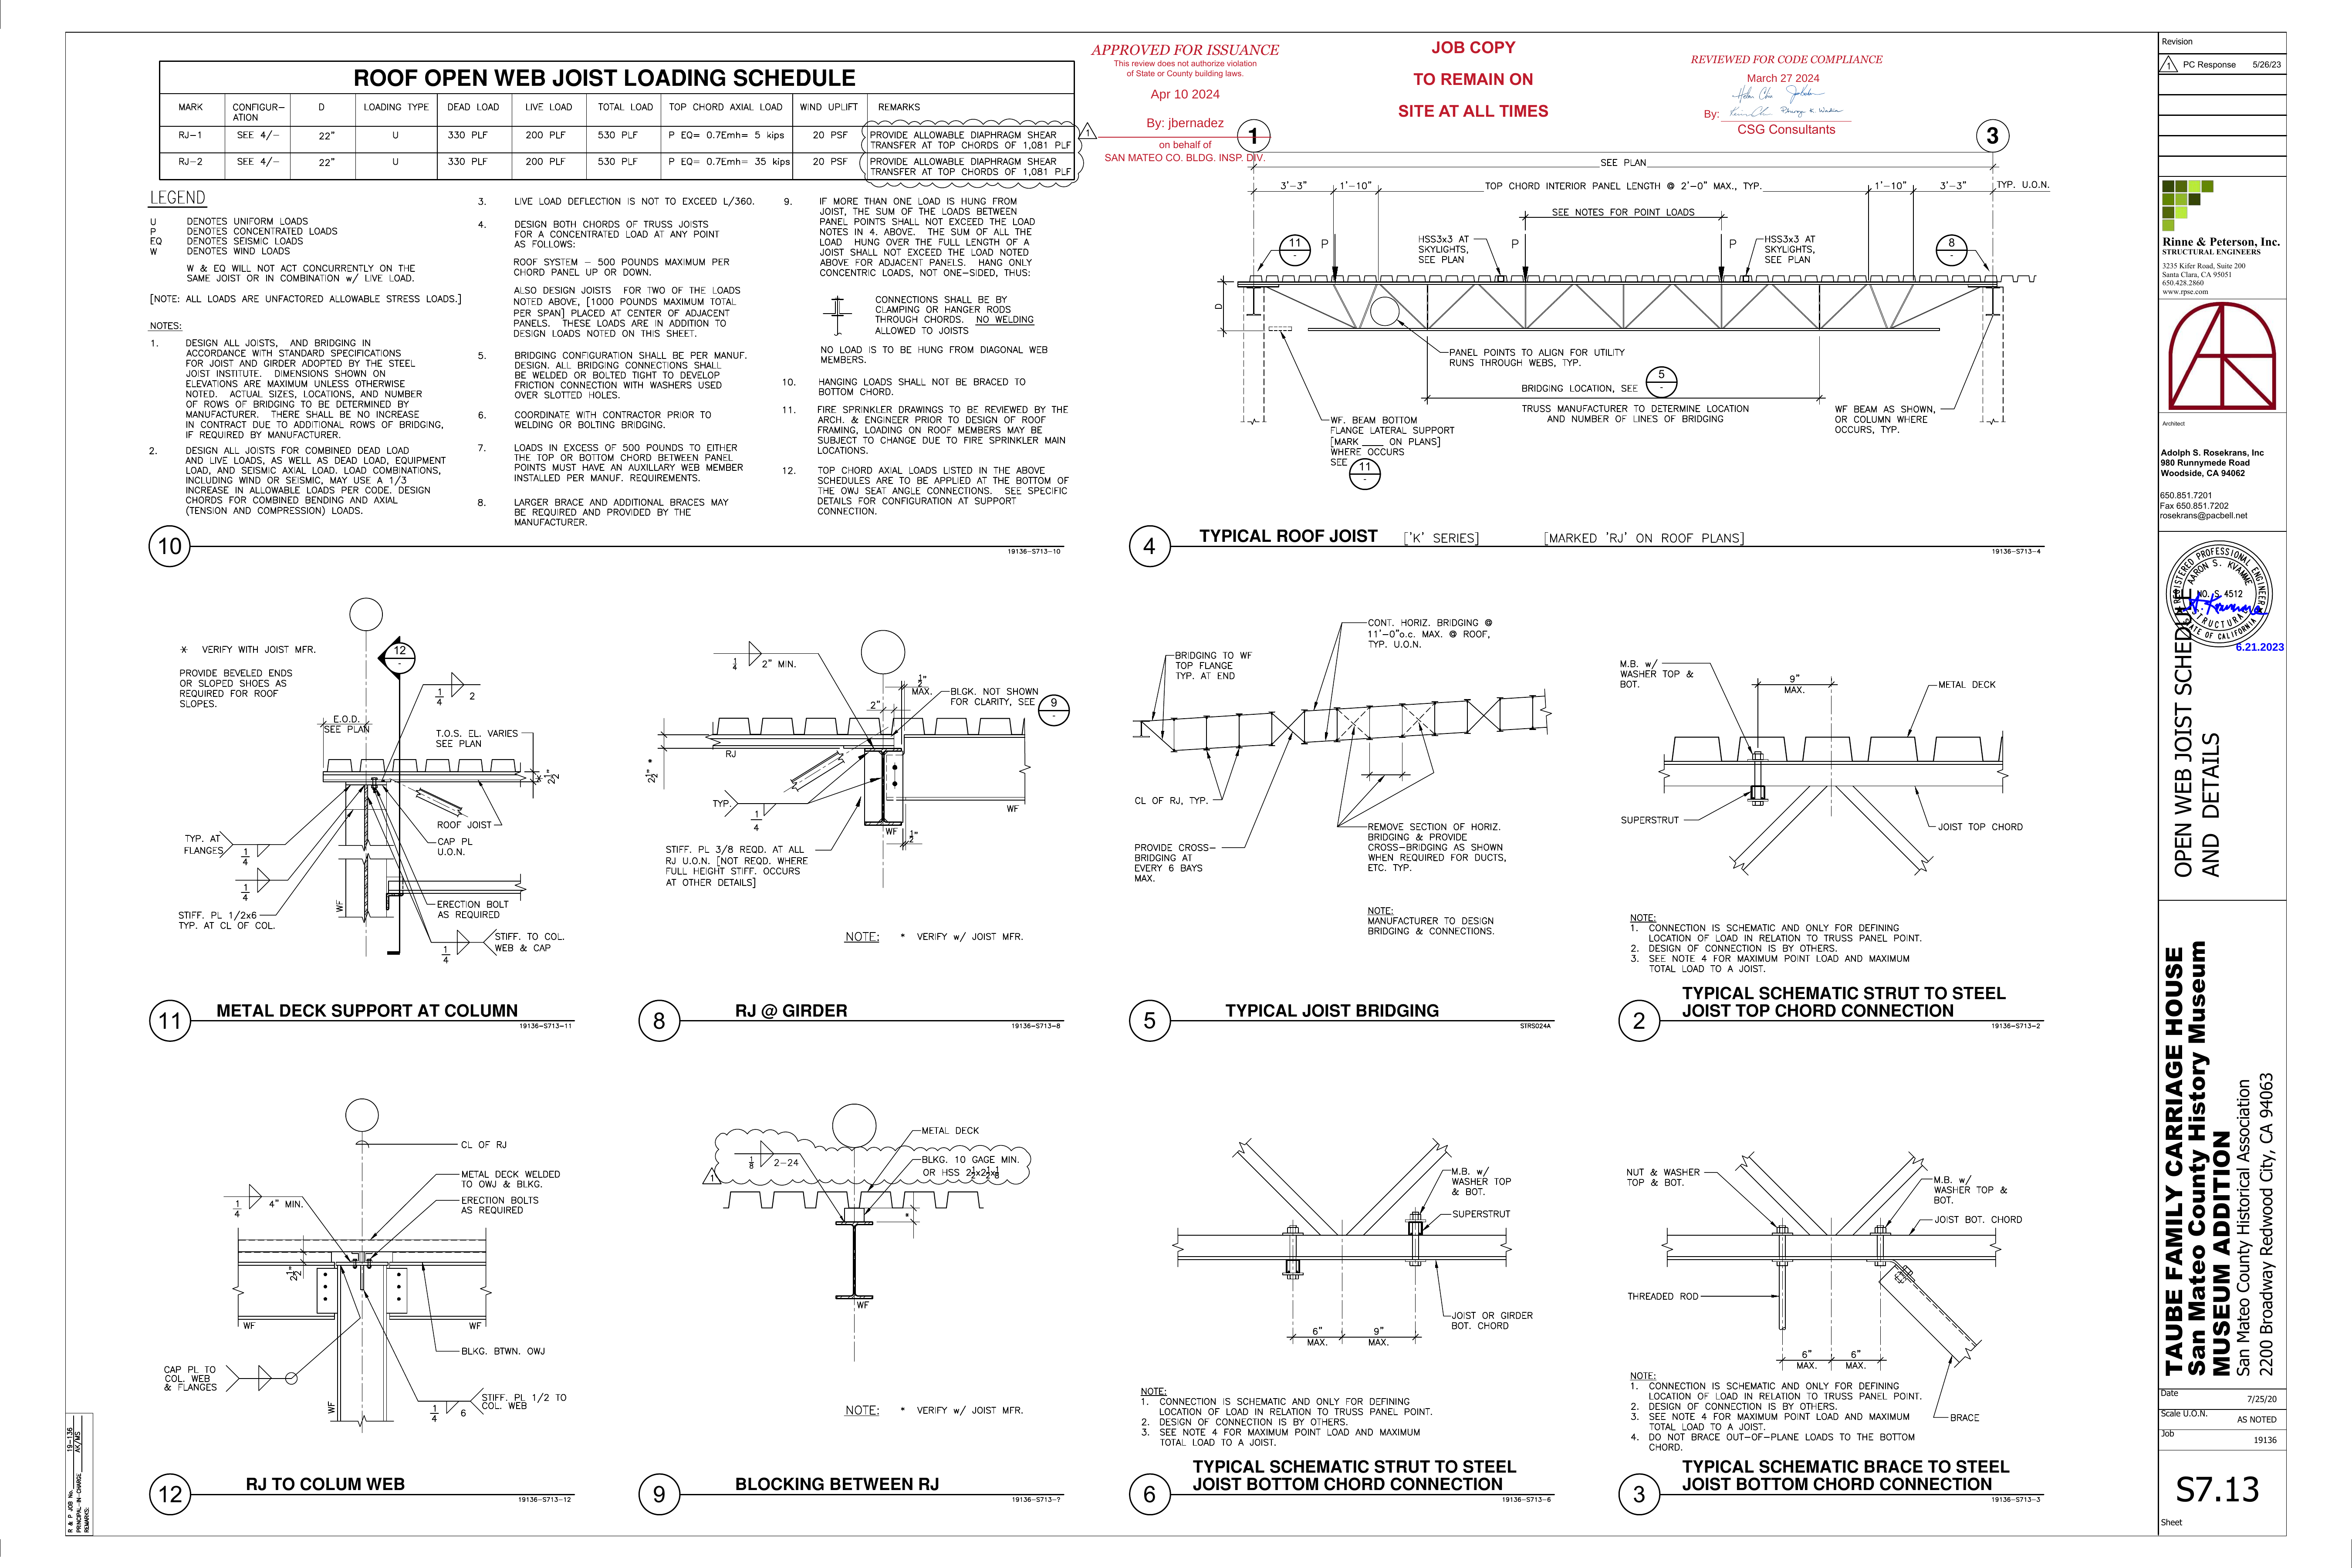 ROOF OPEN WEB JOIST LOADING SCHEDULE
MARK CONFIGUR- D LOADING TYPE DEAD LOAD LIVE LOAD TOTAL LOAD TOP CHORD AXIAL LOAD WIND UPLIFT REMARKS
ATION
RJ-1 SEE 4/- 22" U 330 PLF 200 PLF 530 PLF P EQ= 0.7Emh= 5 kips 20 PSF PROVIDE ALLOWABLE DIAPHRAGM SHEAR
TRANSFER AT TOP CHORDS OF 1,081 PLF
RJ-2 SEE 4/- 22" U 330 PLF 200 PLF 530 PLF P EQ= 0.7Emh= 35 kips 20 PSF PROVIDE ALLOWABLE DIAPHRAGM SHEAR
TRANSFER AT TOP CHORDS OF 1,081 PLF
1
LEGEND
U DENOTES UNIFORM LOADS
P DENOTES CONCENTRATED LOADS
EQ DENOTES SEISMIC LOADS
W DENOTES WIND LOADS
W & EQ WILL NOT ACT CONCURRENTLY ON THE
SAME JOIST OR IN COMBINATION w/ LIVE LOAD.
[NOTE: ALL LOADS ARE UNFACTORED ALLOWABLE STRESS LOADS.]
NOTES:
1. DESIGN ALL JOISTS, AND BRIDGING IN
ACCORDANCE WITH STANDARD SPECIFICATIONS
FOR JOIST AND GIRDER ADOPTED BY THE STEEL
JOIST INSTITUTE. DIMENSIONS SHOWN ON
ELEVATIONS ARE MAXIMUM UNLESS OTHERWISE
NOTED. ACTUAL SIZES, LOCATIONS, AND NUMBER
OF ROWS OF BRIDGING TO BE DETERMINED BY
MANUFACTURER. THERE SHALL BE NO INCREASE
IN CONTRACT DUE TO ADDITIONAL ROWS OF BRIDGING,
IF REQUIRED BY MANUFACTURER.
2. DESIGN ALL JOISTS FOR COMBINED DEAD LOAD
AND LIVE LOADS, AS WELL AS DEAD LOAD, EQUIPMENT
LOAD, AND SEISMIC AXIAL LOAD. LOAD COMBINATIONS,
INCLUDING WIND OR SEISMIC, MAY USE A 1/3
INCREASE IN ALLOWABLE LOADS PER CODE. DESIGN
CHORDS FOR COMBINED BENDING AND AXIAL
(TENSION AND COMPRESSION) LOADS.
3. LIVE LOAD DEFLECTION IS NOT TO EXCEED L/360.
4. DESIGN BOTH CHORDS OF TRUSS JOISTS
FOR A CONCENTRATED LOAD AT ANY POINT
AS FOLLOWS:
ROOF SYSTEM – 500 POUNDS MAXIMUM PER
CHORD PANEL UP OR DOWN.
ALSO DESIGN JOISTS FOR TWO OF THE LOADS
NOTED ABOVE, [1000 POUNDS MAXIMUM TOTAL
PER SPAN] PLACED AT CENTER OF ADJACENT
PANELS. THESE LOADS ARE IN ADDITION TO
DESIGN LOADS NOTED ON THIS SHEET.
5. BRIDGING CONFIGURATION SHALL BE PER MANUF.
DESIGN. ALL BRIDGING CONNECTIONS SHALL
BE WELDED OR BOLTED TIGHT TO DEVELOP
FRICTION CONNECTION WITH WASHERS USED
OVER SLOTTED HOLES.
6. COORDINATE WITH CONTRACTOR PRIOR TO
WELDING OR BOLTING BRIDGING.
7. LOADS IN EXCESS OF 500 POUNDS TO EITHER
THE TOP OR BOTTOM CHORD BETWEEN PANEL
POINTS MUST HAVE AN AUXILLARY WEB MEMBER
INSTALLED PER MANUF. REQUIREMENTS.
8. LARGER BRACE AND ADDITIONAL BRACES MAY
BE REQUIRED AND PROVIDED BY THE
MANUFACTURER.
9. IF MORE THAN ONE LOAD IS HUNG FROM
JOIST, THE SUM OF THE LOADS BETWEEN
PANEL POINTS SHALL NOT EXCEED THE LOAD
NOTES IN 4. ABOVE. THE SUM OF ALL THE
LOAD HUNG OVER THE FULL LENGTH OF A
JOIST SHALL NOT EXCEED THE LOAD NOTED
ABOVE FOR ADJACENT PANELS. HANG ONLY
CONCENTRIC LOADS, NOT ONE-SIDED, THUS:
CONNECTIONS SHALL BE BY
CLAMPING OR HANGER RODS
THROUGH CHORDS. NO WELDING
ALLOWED TO JOISTS
NO LOAD IS TO BE HUNG FROM DIAGONAL WEB
MEMBERS.
10. HANGING LOADS SHALL NOT BE BRACED TO
BOTTOM CHORD.
11. FIRE SPRINKLER DRAWINGS TO BE REVIEWED BY THE
ARCH. & ENGINEER PRIOR TO DESIGN OF ROOF
FRAMING, LOADING ON ROOF MEMBERS MAY BE
SUBJECT TO CHANGE DUE TO FIRE SPRINKLER MAIN
LOCATIONS.
12. TOP CHORD AXIAL LOADS LISTED IN THE ABOVE
SCHEDULES ARE TO BE APPLIED AT THE BOTTOM OF
THE OWJ SEAT ANGLE CONNECTIONS. SEE SPECIFIC
DETAILS FOR CONFIGURATION AT SUPPORT
CONNECTION.
10
19136-S713-10
APPROVED FOR ISSUANCE
This review does not authorize violation
of State or County building laws.
Apr 10 2024
By: jbernadez
on behalf of
SAN MATEO CO. BLDG. INSP. DIV.
JOB COPY
TO REMAIN ON
SITE AT ALL TIMES
REVIEWED FOR CODE COMPLIANCE
March 27 2024
By:
CSG Consultants
1 3
SEE PLAN
3'-3" 1'-10" TOP CHORD INTERIOR PANEL LENGTH @ 2'-0" MAX., TYP. 1'-10" 3'-3" TYP. U.O.N.
SEE NOTES FOR POINT LOADS
11
-
P
HSS3x3 AT
SKYLIGHTS,
SEE PLAN
P
P
HSS3x3 AT
SKYLIGHTS,
SEE PLAN
8
-
D
PANEL POINTS TO ALIGN FOR UTILITY
RUNS THROUGH WEBS, TYP.
BRIDGING LOCATION, SEE
5
-
TRUSS MANUFACTURER TO DETERMINE LOCATION
AND NUMBER OF LINES OF BRIDGING
WF. BEAM BOTTOM
FLANGE LATERAL SUPPORT
[MARK ____ ON PLANS]
WHERE OCCURS
SEE
11
-
WF BEAM AS SHOWN,
OR COLUMN WHERE
OCCURS, TYP.
4 TYPICAL ROOF JOIST ['K' SERIES] [MARKED 'RJ' ON ROOF PLANS]
19136-S713-4
* VERIFY WITH JOIST MFR.
PROVIDE BEVELED ENDS
OR SLOPED SHOES AS
REQUIRED FOR ROOF
SLOPES.
12
-
1/4 2
E.O.D.
SEE PLAN
T.O.S. EL. VARIES
SEE PLAN
2 1/2" *
ROOF JOIST
TYP. AT
FLANGES
1/4
CAP PL
U.O.N.
1/4
WF
ERECTION BOLT
AS REQUIRED
STIFF. PL 1/2x6
TYP. AT CL OF COL.
1/4
STIFF. TO COL.
WEB & CAP
11 METAL DECK SUPPORT AT COLUMN
19136-S713-11
1/4 2" MIN.
1/2"
MAX.
2"
BLGK. NOT SHOWN
FOR CLARITY, SEE
9
-
RJ
2 1/2" *
TYP.
1/4
WF
WF
1/2"
STIFF. PL 3/8 REQD. AT ALL
RJ U.O.N. [NOT REQD. WHERE
FULL HEIGHT STIFF. OCCURS
AT OTHER DETAILS]
NOTE: * VERIFY w/ JOIST MFR.
8 RJ @ GIRDER
19136-S713-8
BRIDGING TO WF
TOP FLANGE
TYP. AT END
CONT. HORIZ. BRIDGING @
11'-0"o.c. MAX. @ ROOF,
TYP. U.O.N.
CL OF RJ, TYP.
PROVIDE CROSS-
BRIDGING AT
EVERY 6 BAYS
MAX.
REMOVE SECTION OF HORIZ.
BRIDGING & PROVIDE
CROSS-BRIDGING AS SHOWN
WHEN REQUIRED FOR DUCTS,
ETC. TYP.
NOTE:
MANUFACTURER TO DESIGN
BRIDGING & CONNECTIONS.
5 TYPICAL JOIST BRIDGING
STRS024A
M.B. w/
WASHER TOP &
BOT.
9"
MAX.
METAL DECK
SUPERSTRUT
JOIST TOP CHORD
NOTE:
1. CONNECTION IS SCHEMATIC AND ONLY FOR DEFINING
LOCATION OF LOAD IN RELATION TO TRUSS PANEL POINT.
2. DESIGN OF CONNECTION IS BY OTHERS.
3. SEE NOTE 4 FOR MAXIMUM POINT LOAD AND MAXIMUM
TOTAL LOAD TO A JOIST.
2 TYPICAL SCHEMATIC STRUT TO STEEL
JOIST TOP CHORD CONNECTION
19136-S713-2
CL OF RJ
METAL DECK WELDED
TO OWJ & BLKG.
ERECTION BOLTS
AS REQUIRED
1/4 4" MIN.
2 1/2"
WF
WF
BLKG. BTWN. OWJ
CAP PL TO
COL. WEB
& FLANGES
WF
1/4 6
STIFF. PL 1/2 TO
COL. WEB
12 RJ TO COLUM WEB
19136-S713-12
METAL DECK
1/8 2-24
BLKG. 10 GAGE MIN.
OR HSS 2 1/2x2 1/2x1/8
1
*
WF
NOTE: * VERIFY w/ JOIST MFR.
9 BLOCKING BETWEEN RJ
19136-S713-?
M.B. w/
WASHER TOP
& BOT.
SUPERSTRUT
JOIST OR GIRDER
BOT. CHORD
6" 9"
MAX. MAX.
NOTE:
1. CONNECTION IS SCHEMATIC AND ONLY FOR DEFINING
LOCATION OF LOAD IN RELATION TO TRUSS PANEL POINT.
2. DESIGN OF CONNECTION IS BY OTHERS.
3. SEE NOTE 4 FOR MAXIMUM POINT LOAD AND MAXIMUM
TOTAL LOAD TO A JOIST.
6 TYPICAL SCHEMATIC STRUT TO STEEL
JOIST BOTTOM CHORD CONNECTION
19136-S713-6
NUT & WASHER
TOP & BOT.
M.B. w/
WASHER TOP &
BOT.
JOIST BOT. CHORD
THREADED ROD
6" 6"
MAX. MAX.
BRACE
NOTE:
1. CONNECTION IS SCHEMATIC AND ONLY FOR DEFINING
LOCATION OF LOAD IN RELATION TO TRUSS PANEL POINT.
2. DESIGN OF CONNECTION IS BY OTHERS.
3. SEE NOTE 4 FOR MAXIMUM POINT LOAD AND MAXIMUM
TOTAL LOAD TO A JOIST.
4. DO NOT BRACE OUT-OF-PLANE LOADS TO THE BOTTOM
CHORD.
3 TYPICAL SCHEMATIC BRACE TO STEEL
JOIST BOTTOM CHORD CONNECTION
19136-S713-3
R & P JOB No. 19-136
PRINCIPAL-IN-CHARGE AK/MS
REMARKS:
Revision
1 PC Response 5/26/23
Rinne & Peterson, Inc.
STRUCTURAL ENGINEERS
3235 Kifer Road, Suite 200
Santa Clara, CA 95051
650.428.2860
www.rpse.com
Architect
Adolph S. Rosekrans, Inc
980 Runnymede Road
Woodside, CA 94062
650.851.7201
Fax 650.851.7202
rosekrans@pacbell.net
REGISTERED PROFESSIONAL ENGINEER
AARON S. KVAMME
NO. S 4512
STRUCTURAL
STATE OF CALIFORNIA
6.21.2023
OPEN WEB JOIST SCHEDULE
AND DETAILS
TAUBE FAMILY CARRIAGE HOUSE
San Mateo County History Museum
MUSEUM ADDITION
San Mateo County Historical Association
2200 Broadway Redwood City, CA 94063
Date
7/25/20
Scale U.O.N.
AS NOTED
Job
19136
S7.13
Sheet